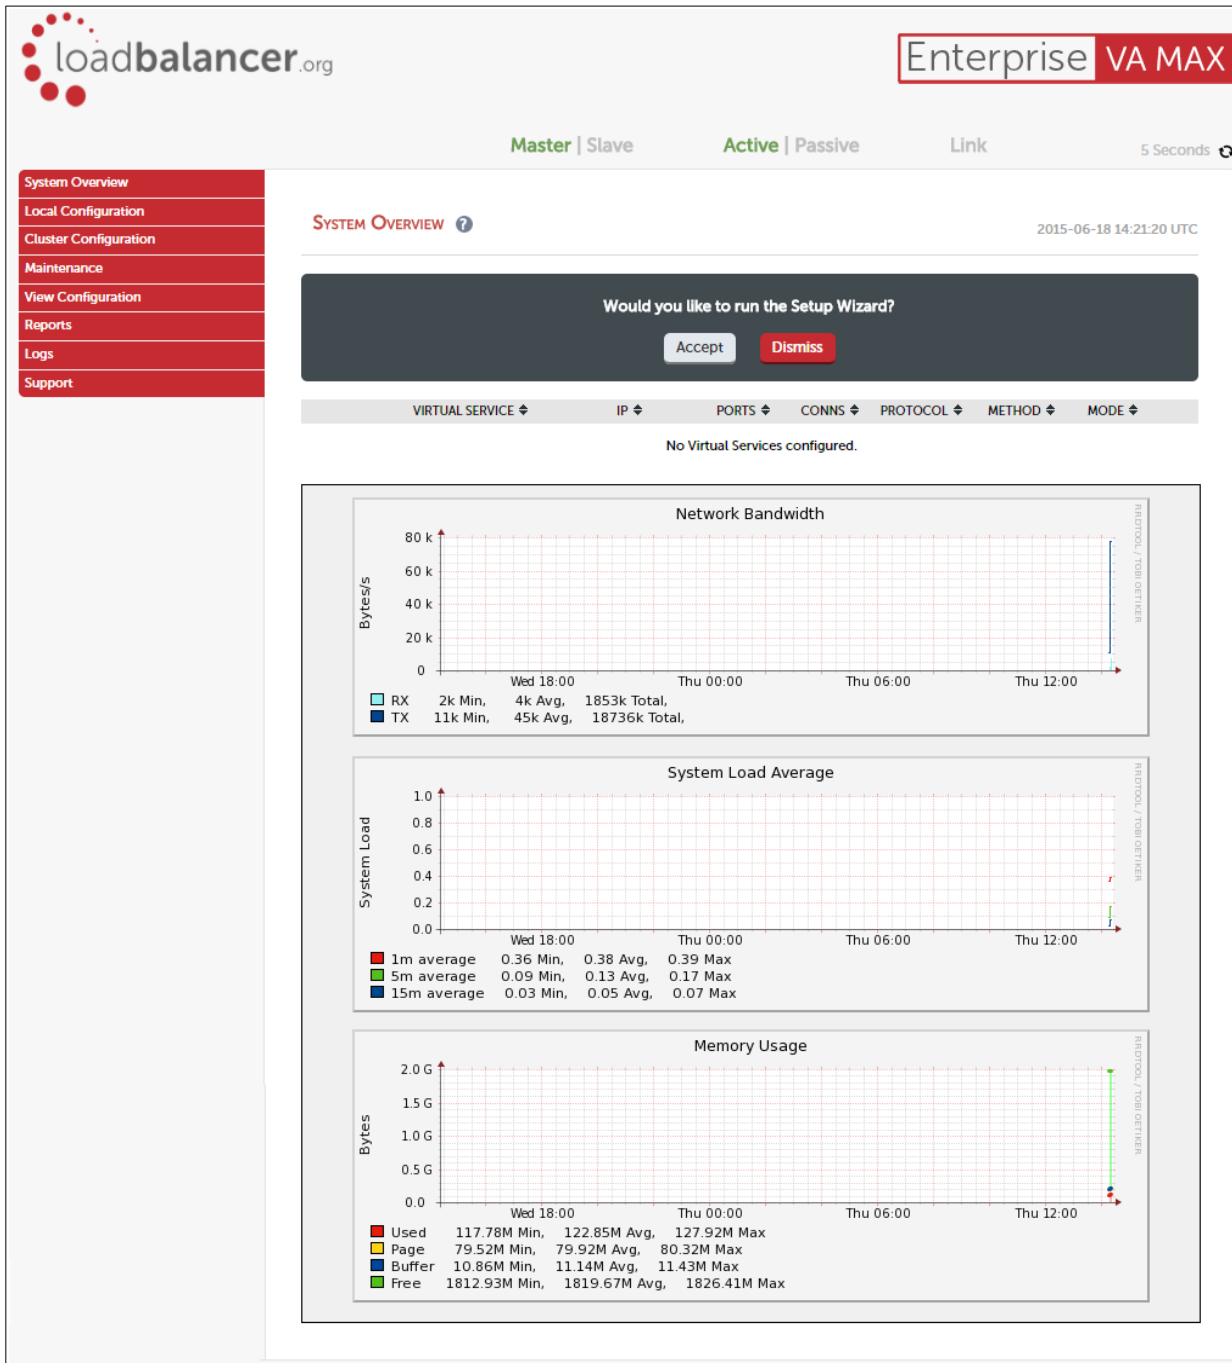 loadbalancer.org
Enterprise VA MAX
Master | Slave Active | Passive Link 5 Seconds
System Overview
Local Configuration
Cluster Configuration
Maintenance
View Configuration
Reports
Logs
Support
SYSTEM OVERVIEW ?
2015-06-18 14:21:20 UTC
Would you like to run the Setup Wizard?
Accept Dismiss
VIRTUAL SERVICE IP PORTS CONNS PROTOCOL METHOD MODE
No Virtual Services configured.
Network Bandwidth
RRDTOOL / TOBI OETIKER
Bytes/s
80 k
60 k
40 k
20 k
0
Wed 18:00 Thu 00:00 Thu 06:00 Thu 12:00
RX 2k Min, 4k Avg, 1853k Total,
TX 11k Min, 45k Avg, 18736k Total,
System Load Average
RRDTOOL / TOBI OETIKER
System Load
1.0
0.8
0.6
0.4
0.2
0.0
Wed 18:00 Thu 00:00 Thu 06:00 Thu 12:00
1m average 0.36 Min, 0.38 Avg, 0.39 Max
5m average 0.09 Min, 0.13 Avg, 0.17 Max
15m average 0.03 Min, 0.05 Avg, 0.07 Max
Memory Usage
RRDTOOL / TOBI OETIKER
Bytes
2.0 G
1.5 G
1.0 G
0.5 G
0.0
Wed 18:00 Thu 00:00 Thu 06:00 Thu 12:00
Used 117.78M Min, 122.85M Avg, 127.92M Max
Page 79.52M Min, 79.92M Avg, 80.32M Max
Buffer 10.86M Min, 11.14M Avg, 11.43M Max
Free 1812.93M Min, 1819.67M Avg, 1826.41M Max